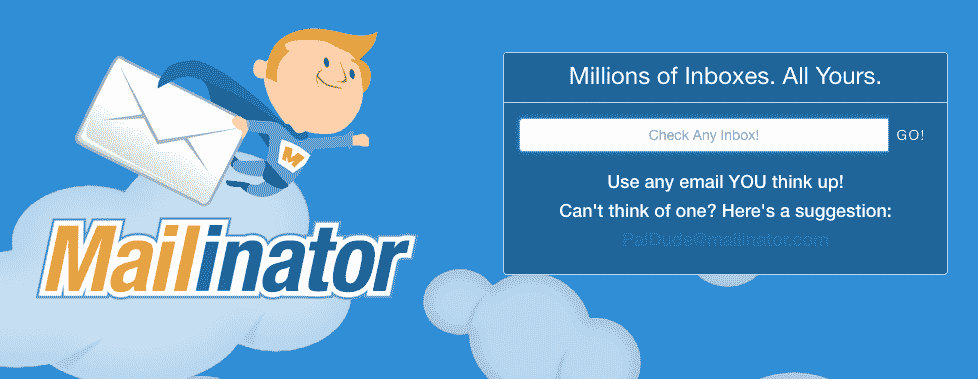 Millions of Inboxes. All Yours.
Check Any Inbox!
GO!
Use any email YOU think up!
Can't think of one? Here's a suggestion:
PalDude@mailinator.com
M
Mailinator